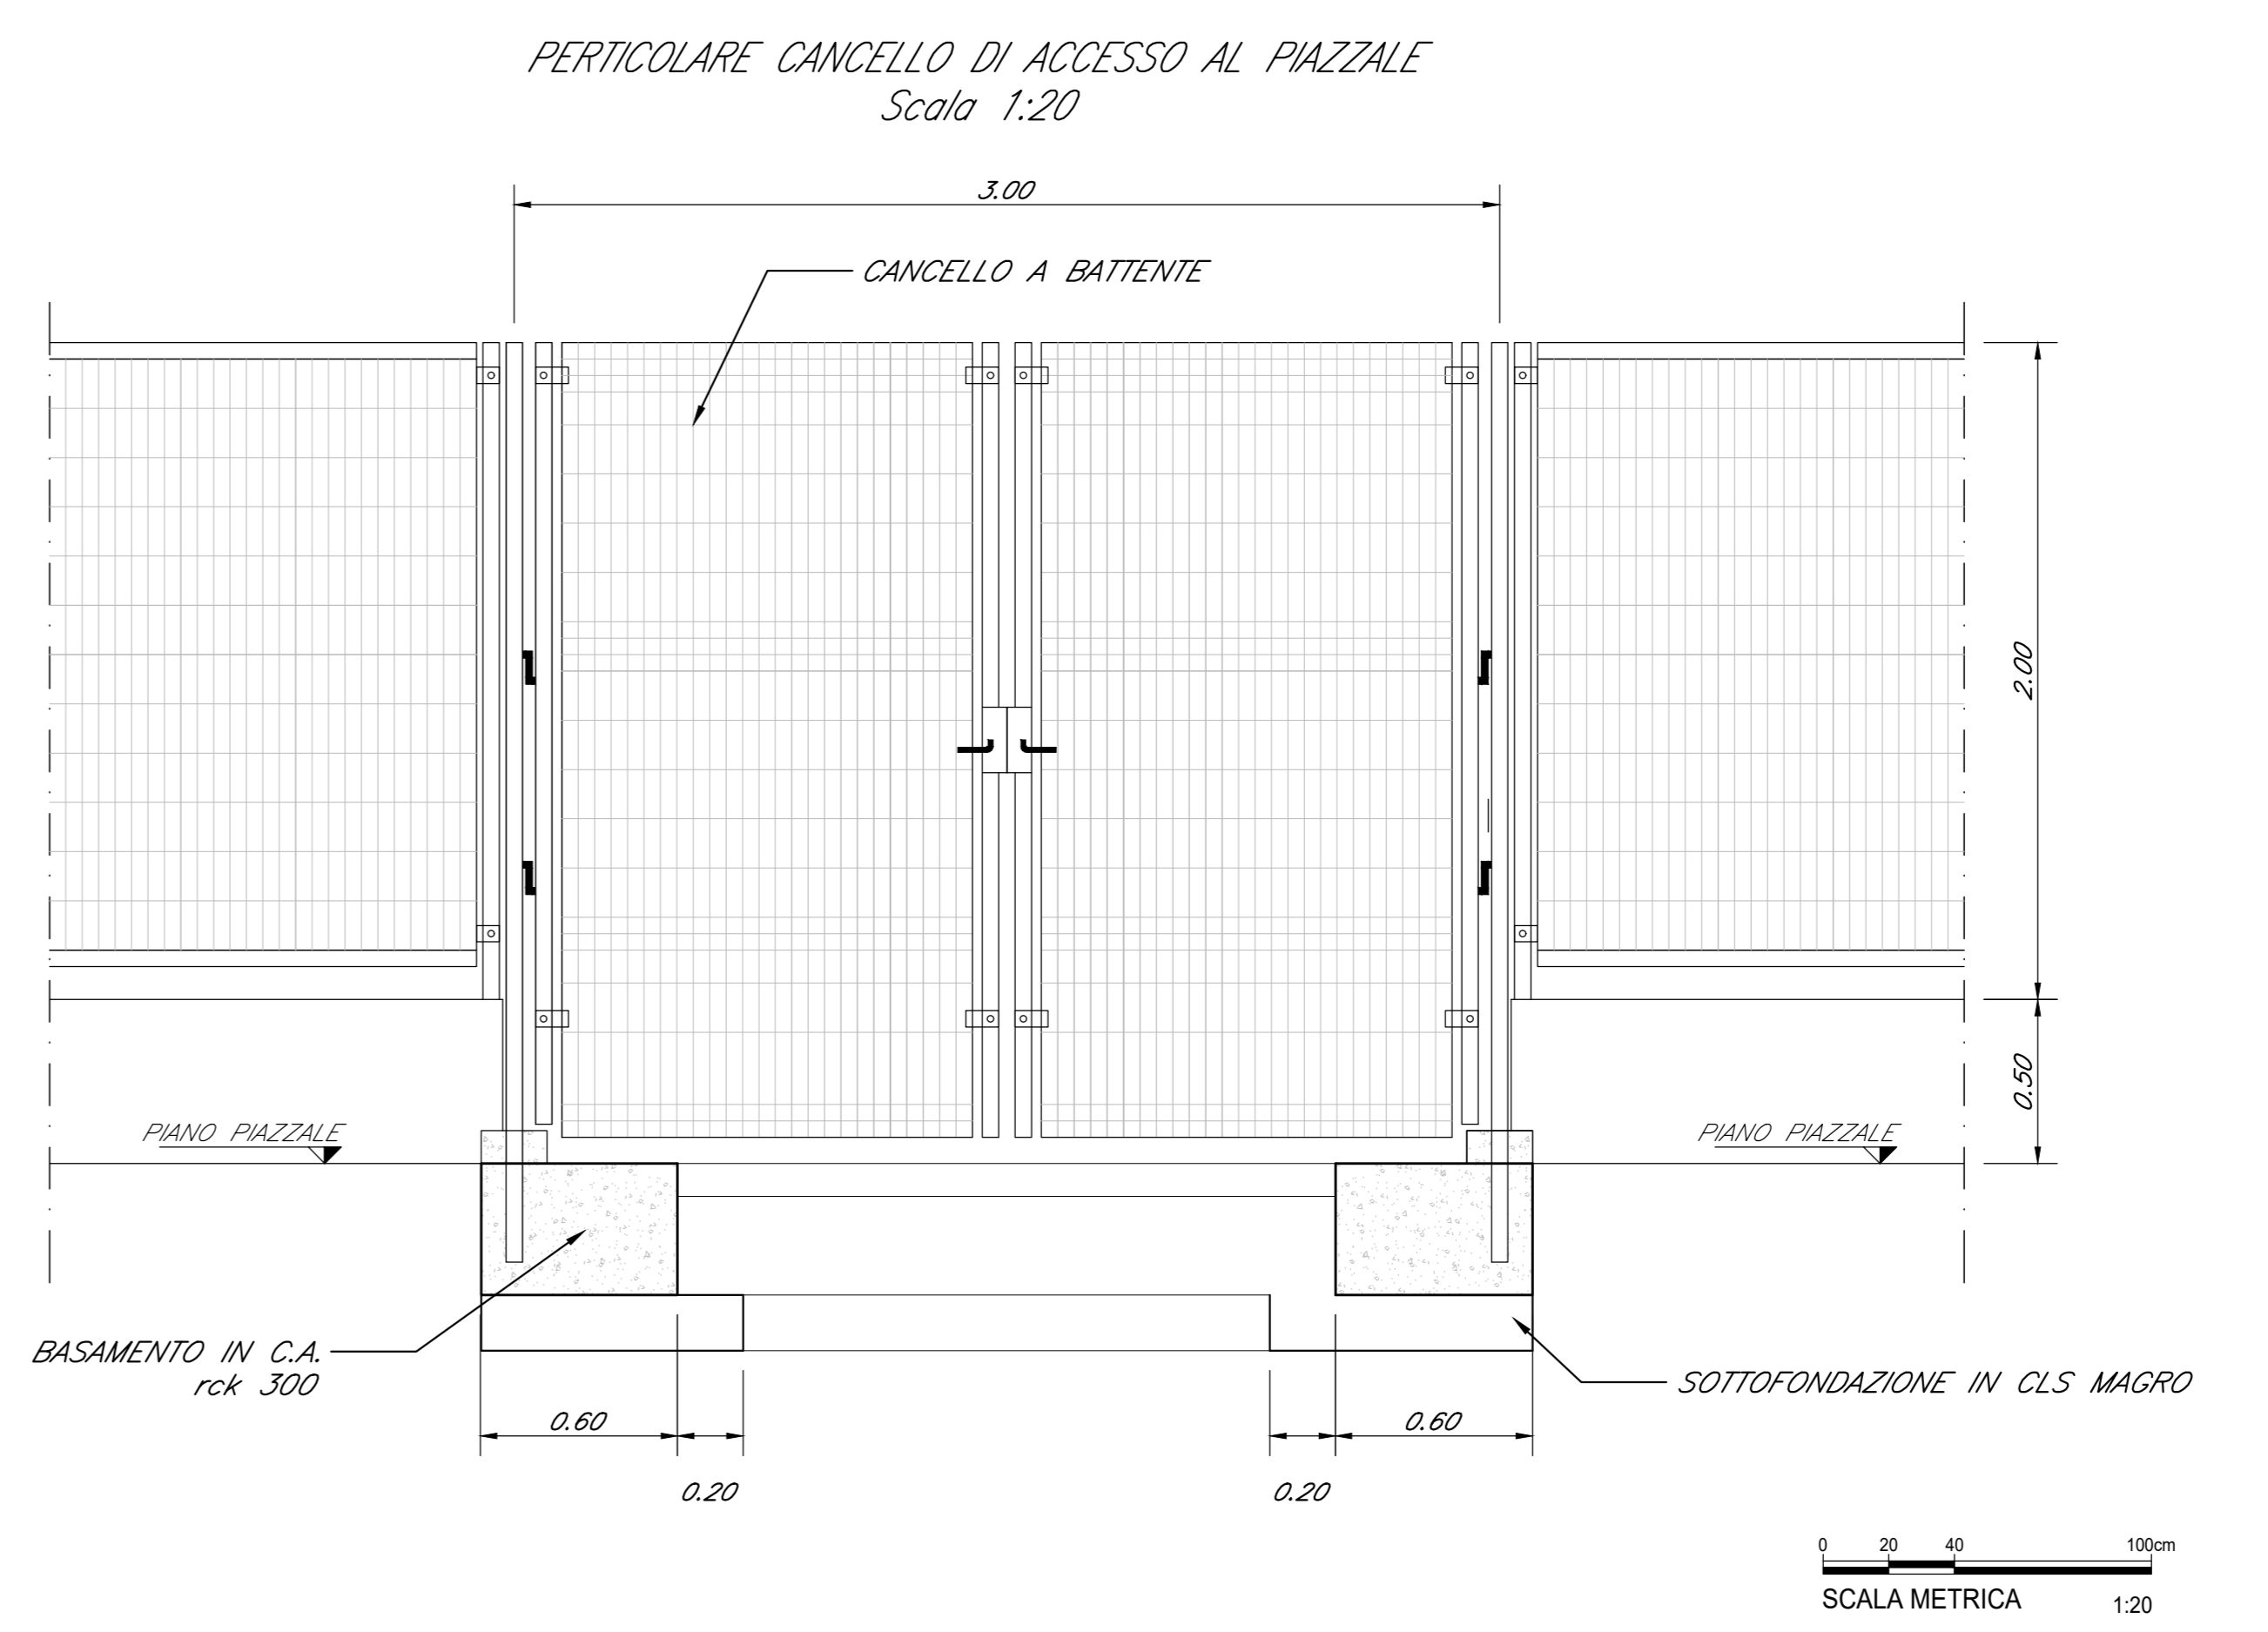 PERTICOLARE CANCELLO DI ACCESSO AL PIAZZALE
Scala 1:20
3.00
CANCELLO A BATTENTE
2.00
0.50
PIANO PIAZZALE
PIANO PIAZZALE
BASAMENTO IN C.A.
rck 300
SOTTOFONDAZIONE IN CLS MAGRO
0.60
0.60
0.20
0.20
0 20 40 100cm
SCALA METRICA 1:20